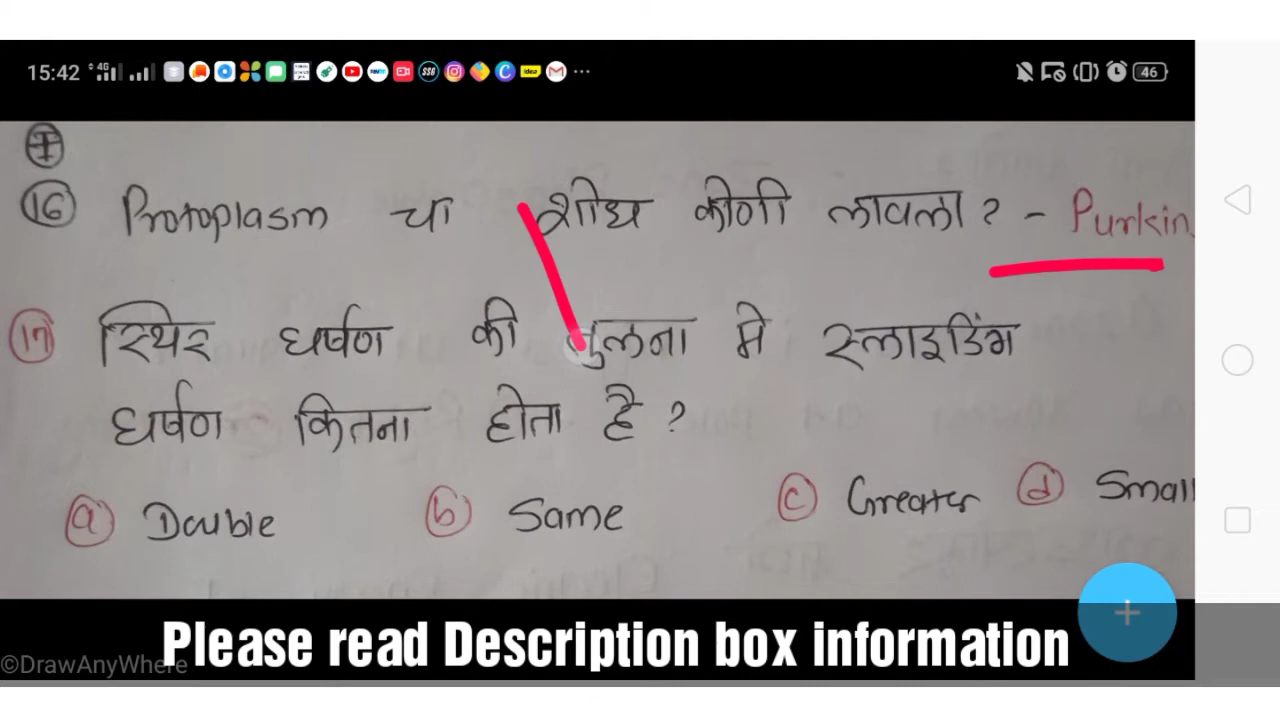 15:42 4G 46
I
16 Protoplasm चा शोध कोणी लावला? - Purkin
17 स्थिर घर्षण की तुलना मे स्लाइडिंग
घर्षण कितना होता है ?
a Double b Same c Greater d Small
Please read Description box information
©DrawAnyWhere